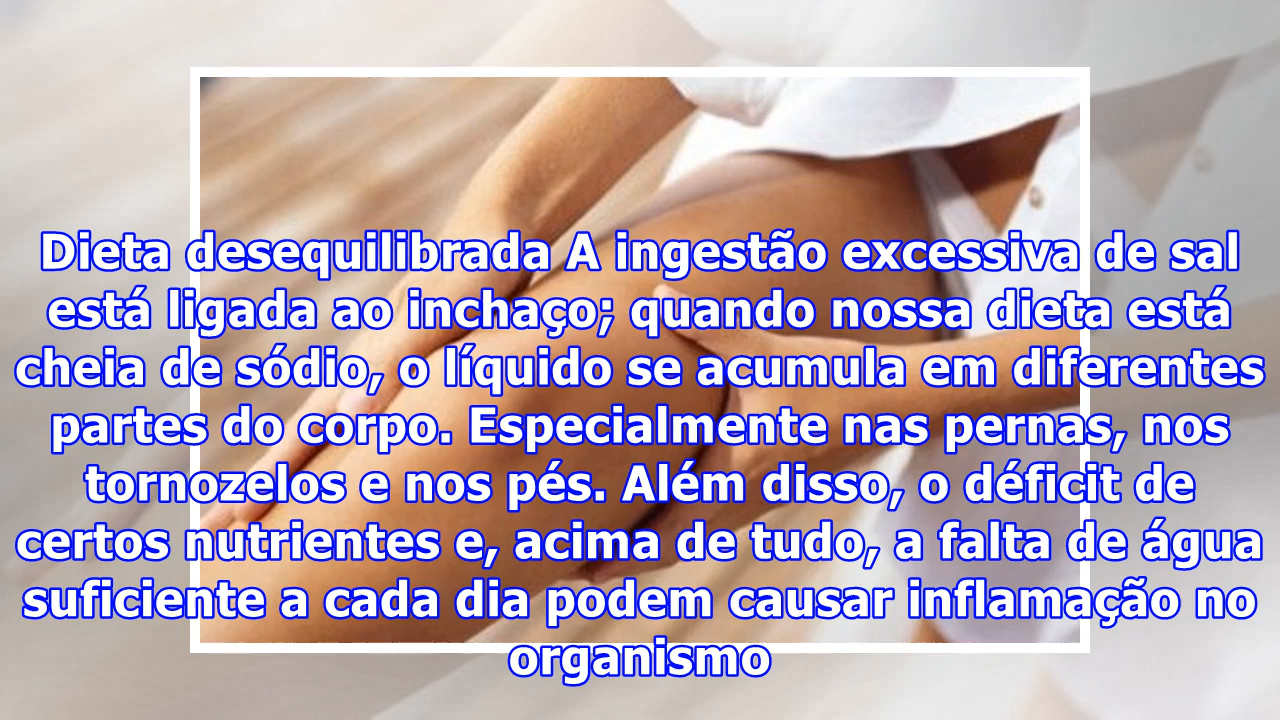 Dieta desequilibrada A ingestão excessiva de sal
está ligada ao inchaço; quando nossa dieta está
cheia de sódio, o líquido se acumula em diferentes
partes do corpo. Especialmente nas pernas, nos
tornozelos e nos pés. Além disso, o déficit de
certos nutrientes e, acima de tudo, a falta de água
suficiente a cada dia podem causar inflamação no
organismo